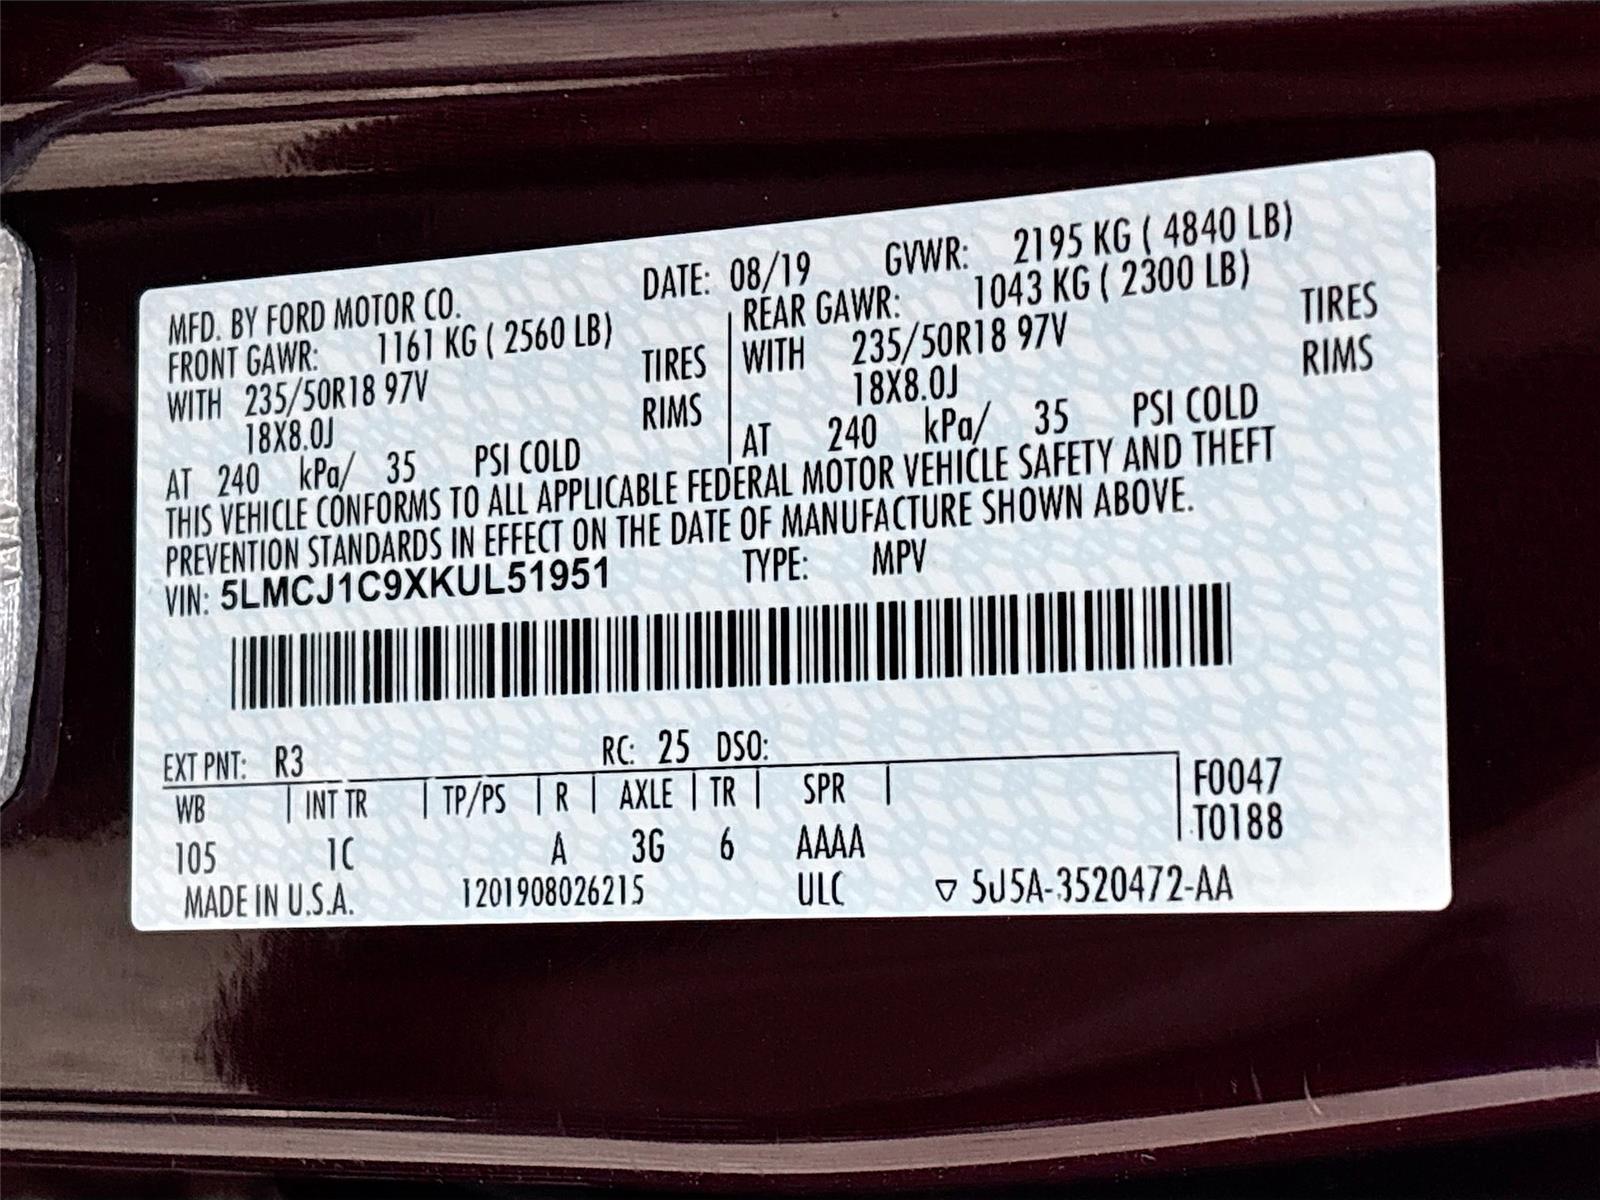 MFD. BY FORD MOTOR CO. DATE: 08/19 GVWR: 2195 KG ( 4840 LB)
FRONT GAWR: 1161 KG ( 2560 LB) REAR GAWR: 1043 KG ( 2300 LB)
WITH 235/50R18 97V TIRES WITH 235/50R18 97V TIRES
18X8.0J RIMS 18X8.0J RIMS
AT 240 kPa/ 35 PSI COLD AT 240 kPa/ 35 PSI COLD
THIS VEHICLE CONFORMS TO ALL APPLICABLE FEDERAL MOTOR VEHICLE SAFETY AND THEFT
PREVENTION STANDARDS IN EFFECT ON THE DATE OF MANUFACTURE SHOWN ABOVE.
VIN: 5LMCJ1C9XKUL51951 TYPE: MPV
EXT PNT: R3 RC: 25 DSO:
WB INT TR TP/PS R AXLE TR SPR F0047
T0188
105 1C A 3G 6 AAAA
MADE IN U.S.A. 1201908026215 ULC ▽ 5U5A-3520472-AA